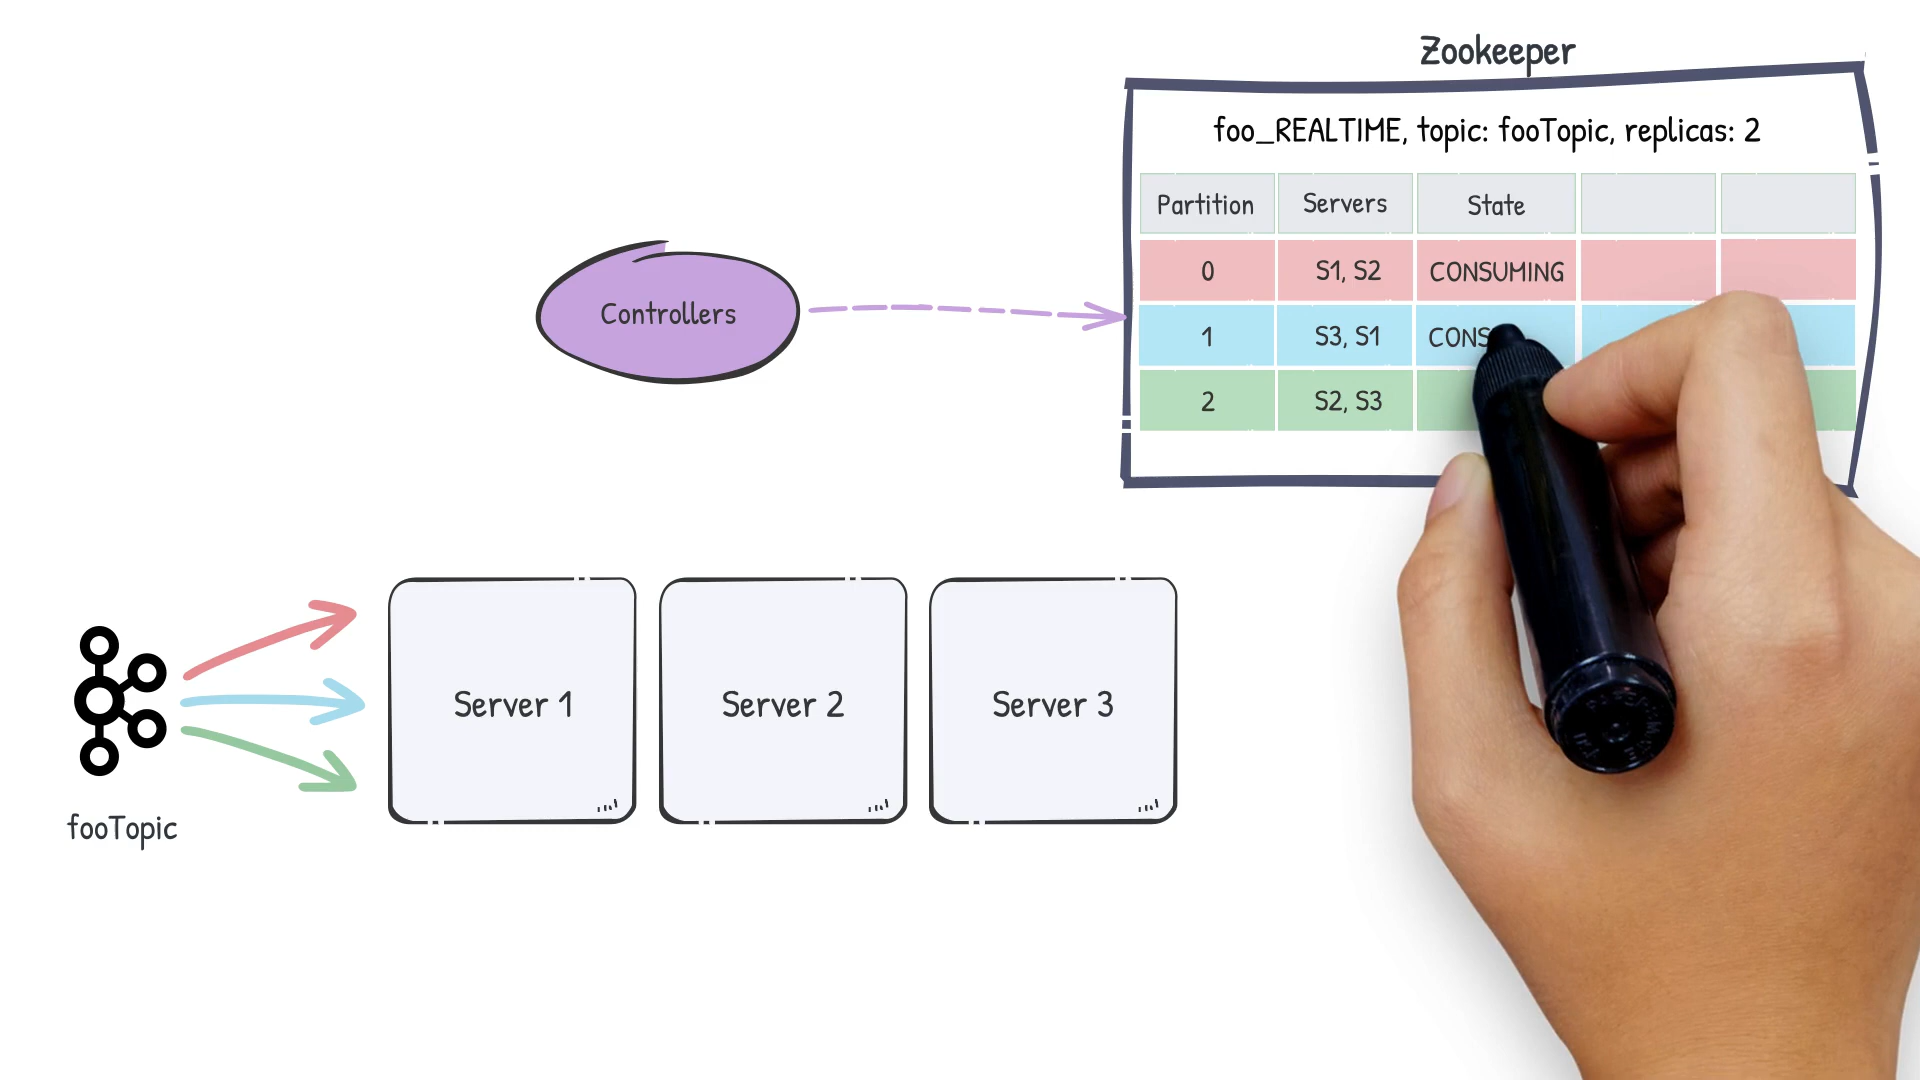 Zookeeper
foo_REALTIME, topic: fooTopic, replicas: 2
Partition Servers State
0 S1, S2 CONSUMING
1 S3, S1 CONS
2 S2, S3
Controllers
Server 1 Server 2 Server 3
fooTopic